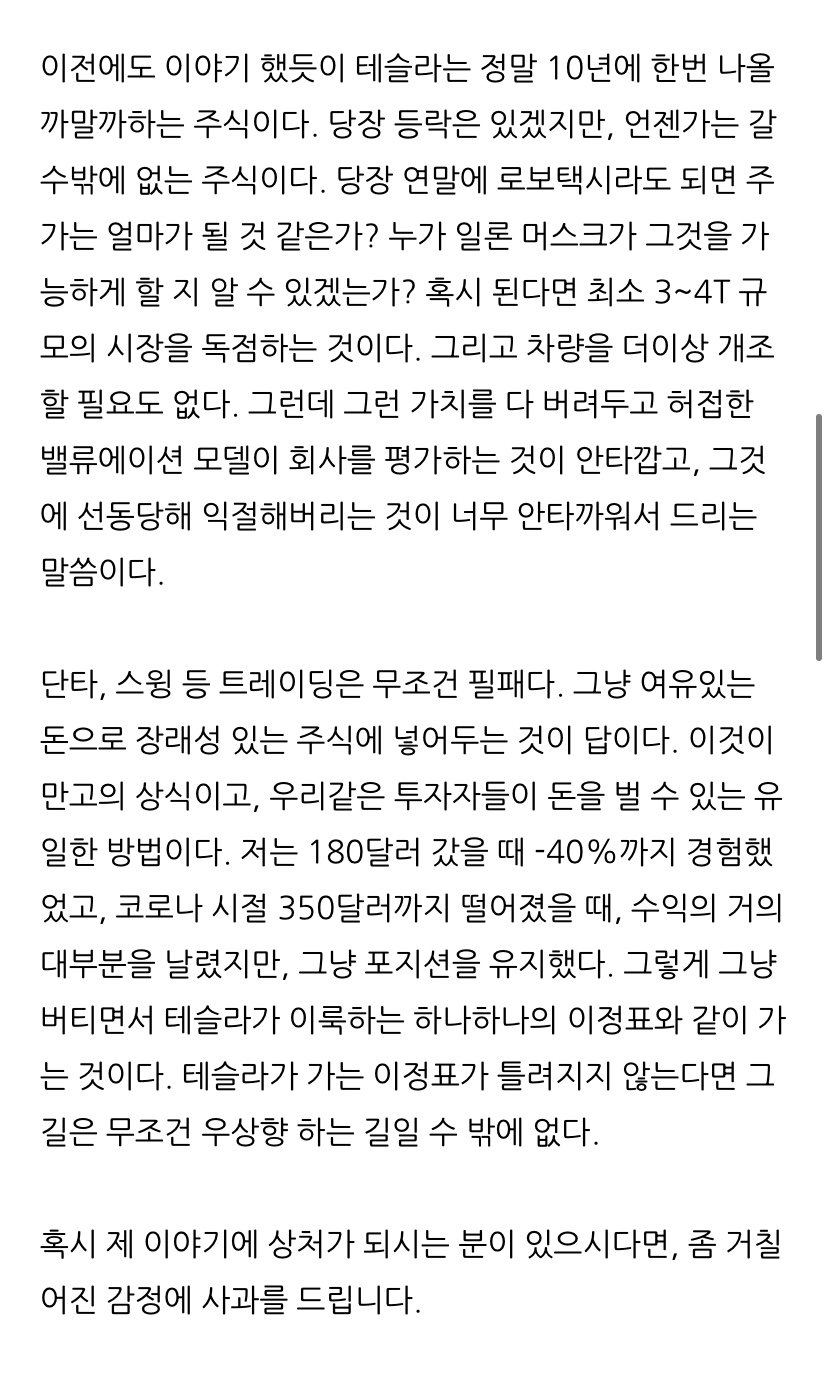 이전에도 이야기 했듯이 테슬라는 정말 10년에 한번 나올
까말까하는 주식이다. 당장 등락은 있겠지만, 언젠가는 갈
수밖에 없는 주식이다. 당장 연말에 로보택시라도 되면 주
가는 얼마가 될 것 같은가? 누가 일론 머스크가 그것을 가
능하게 할 지 알 수 있겠는가? 혹시 된다면 최소 3~4T 규
모의 시장을 독점하는 것이다. 그리고 차량을 더이상 개조
할 필요도 없다. 그런데 그런 가치를 다 버려두고 허접한
밸류에이션 모델이 회사를 평가하는 것이 안타깝고, 그것
에 선동당해 익절해버리는 것이 너무 안타까워서 드리는
말씀이다.
단타, 스윙 등 트레이딩은 무조건 필패다. 그냥 여유있는
돈으로 장래성 있는 주식에 넣어두는 것이 답이다. 이것이
만고의 상식이고, 우리같은 투자자들이 돈을 벌 수 있는 유
일한 방법이다. 저는 180달러 갔을 때 -40%까지 경험했
었고, 코로나 시절 350달러까지 떨어졌을 때, 수익의 거의
대부분을 날렸지만, 그냥 포지션을 유지했다. 그렇게 그냥
버티면서 테슬라가 이룩하는 하나하나의 이정표와 같이 가
는 것이다. 테슬라가 가는 이정표가 틀려지지 않는다면 그
길은 무조건 우상향 하는 길일 수 밖에 없다.
혹시 제 이야기에 상처가 되시는 분이 있으시다면, 좀 거칠
어진 감정에 사과를 드립니다.